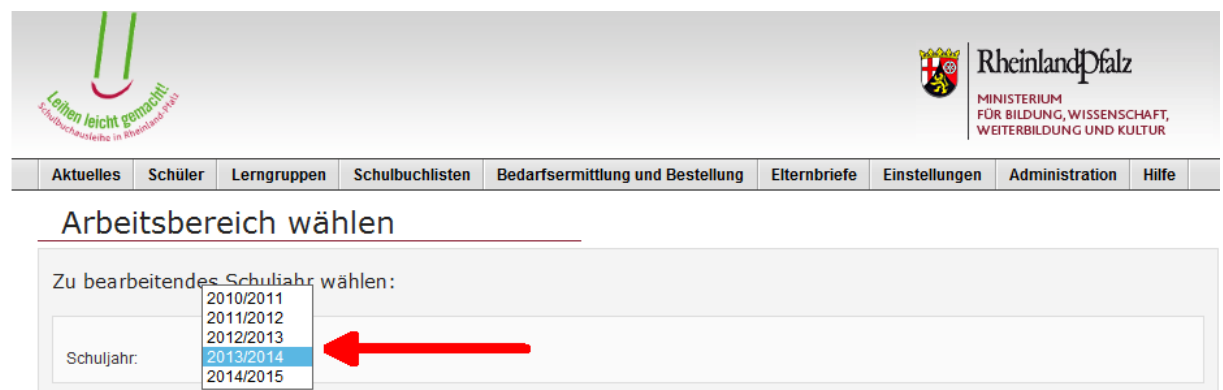 Leihen leicht gemacht!
Schulbuchausleihe in Rheinland-Pfalz
RheinlandPfalz
MINISTERIUM
FÜR BILDUNG, WISSENSCHAFT,
WEITERBILDUNG UND KULTUR
Aktuelles Schüler Lerngruppen Schulbuchlisten Bedarfsermittlung und Bestellung Elternbriefe Einstellungen Administration Hilfe
Arbeitsbereich wählen
Zu bearbeitendes Schuljahr wählen:
2010/2011
2011/2012
2012/2013
Schuljahr: 2013/2014
2014/2015